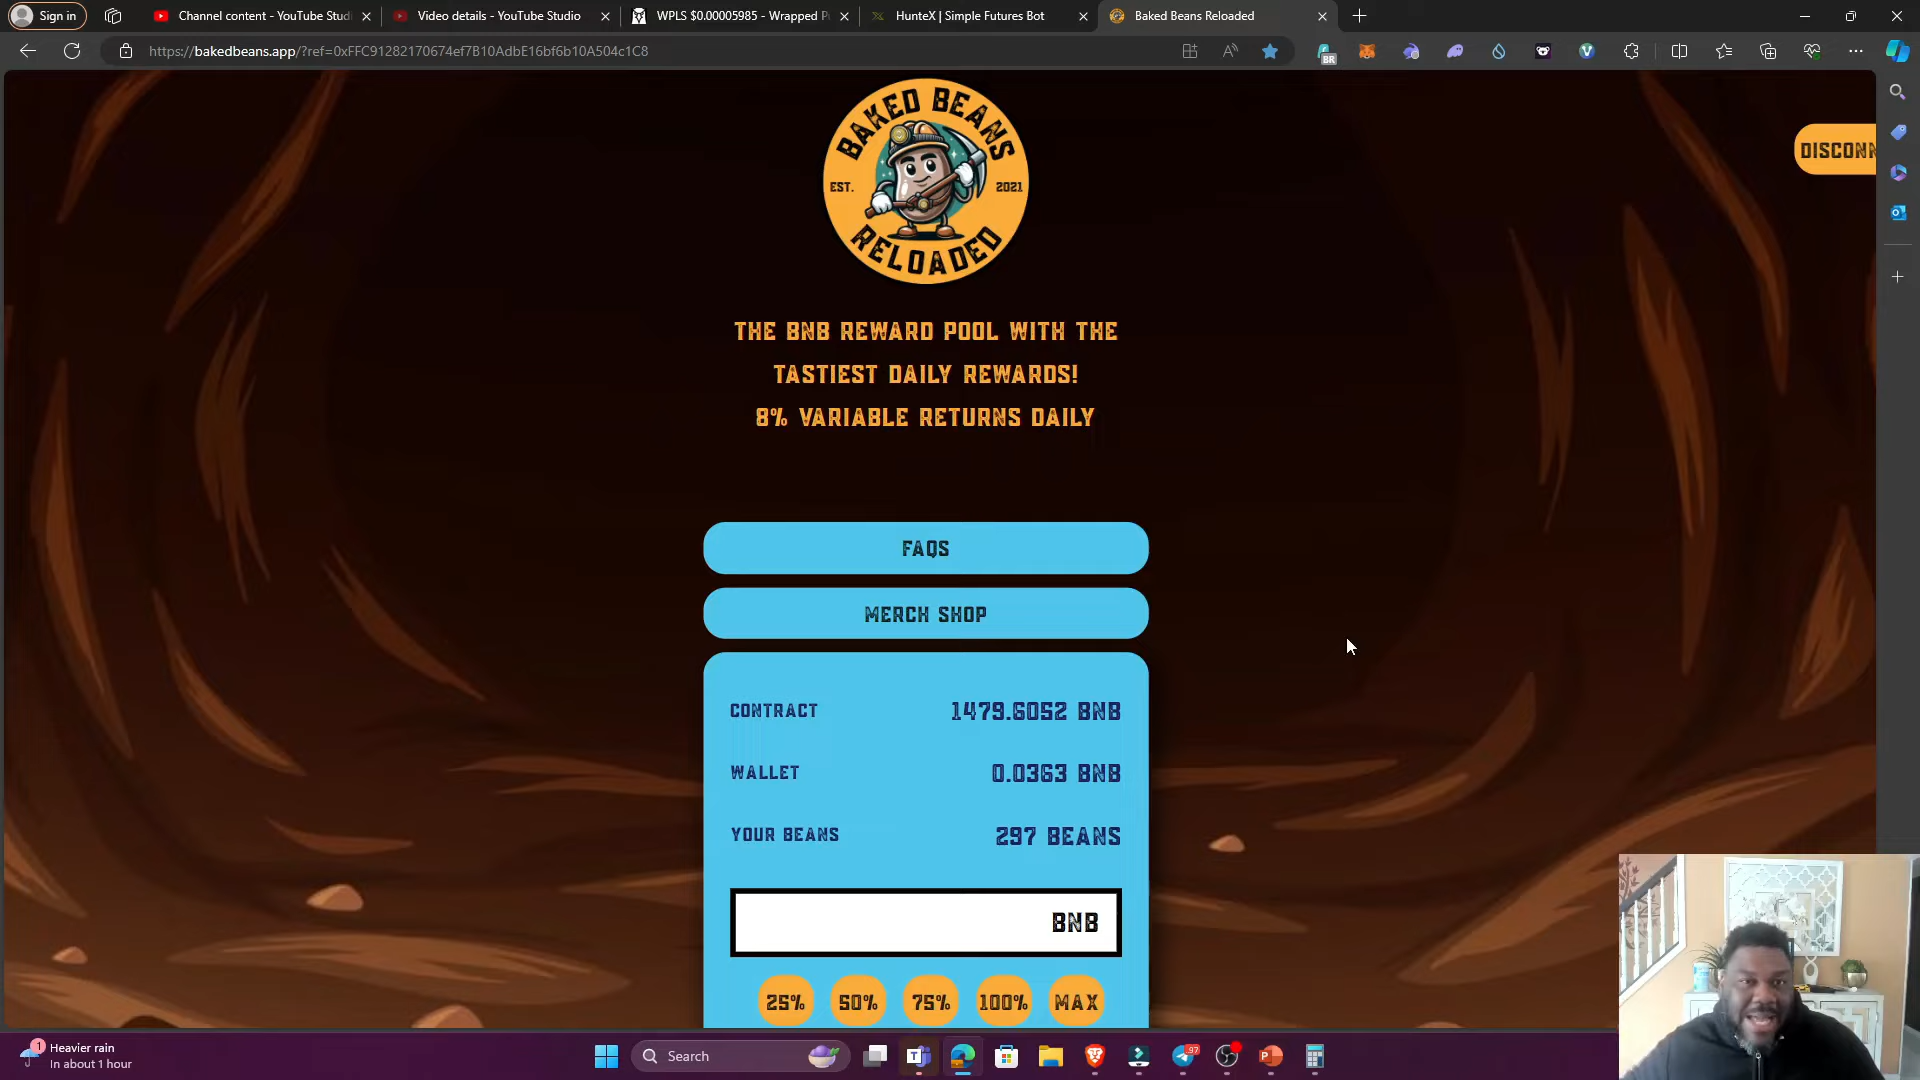 Sign in
Channel content - YouTube Studi
Video details - YouTube Studio
WPLS $0.00005985 - Wrapped P
HunteX | Simple Futures Bot
Baked Beans Reloaded
https://bakedbeans.app/?ref=0xFFC91282170674ef7B10AdbE16bf6b10A504c1C8
BR
BAKED BEANS
EST. 2021
RELOADED
DISCONN
THE BNB REWARD POOL WITH THE
TASTIEST DAILY REWARDS!
8% VARIABLE RETURNS DAILY
FAQS
MERCH SHOP
CONTRACT 1479.6052 BNB
WALLET 0.0363 BNB
YOUR BEANS 297 BEANS
BNB
25% 50% 75% 100% MAX
1
Heavier rain
In about 1 hour
Search
97